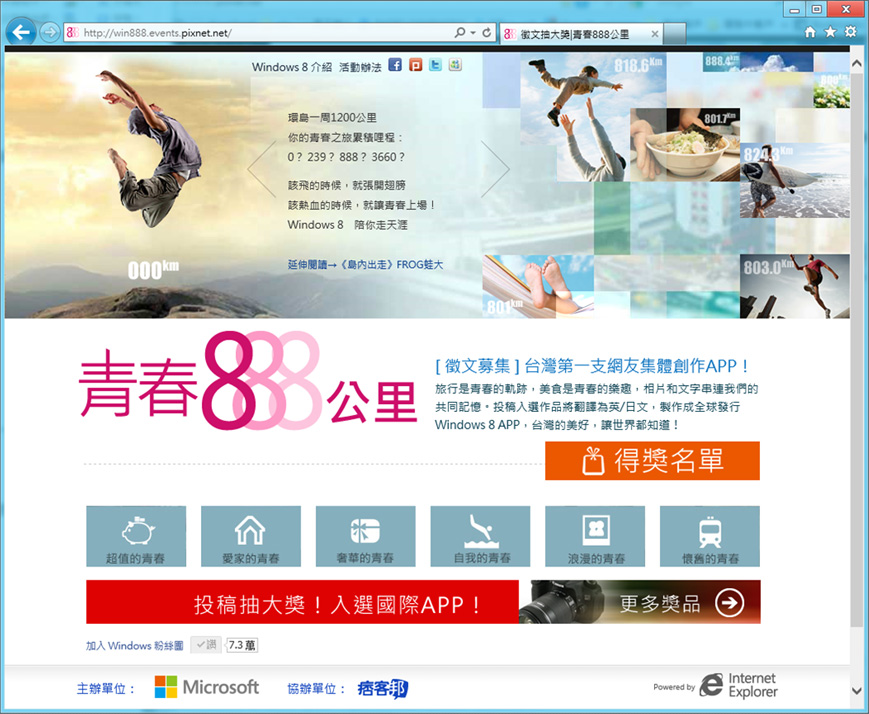 http://win888.events.pixnet.net/
徵文抽大獎|青春888公里
Windows 8 介紹 活動辦法
環島一周1200公里
你的青春之旅累積哩程：
0？ 239？ 888？ 3660？
該飛的時候，就張開翅膀
該熱血的時候，就讓青春上場！
Windows 8 陪你走天涯
延伸閱讀→《島內出走》FROG蛙大
000km
818.6Km
888.4Km
801.7Km
824.3Km
801Km
803.0Km
青春888公里
[ 徵文募集 ] 台灣第一支網友集體創作APP！
旅行是青春的軌跡，美食是青春的樂趣，相片和文字串連我們的
共同記憶。投稿入選作品將翻譯為英/日文，製作成全球發行
Windows 8 APP，台灣的美好，讓世界都知道！
得獎名單
超值的青春
愛家的青春
奢華的青春
自我的青春
浪漫的青春
懷舊的青春
投稿抽大獎！入選國際APP！
更多獎品
加入 Windows 粉絲團
讚
7.3 萬
主辦單位：
Microsoft
協辦單位：
痞客邦
Powered by
Internet
Explorer